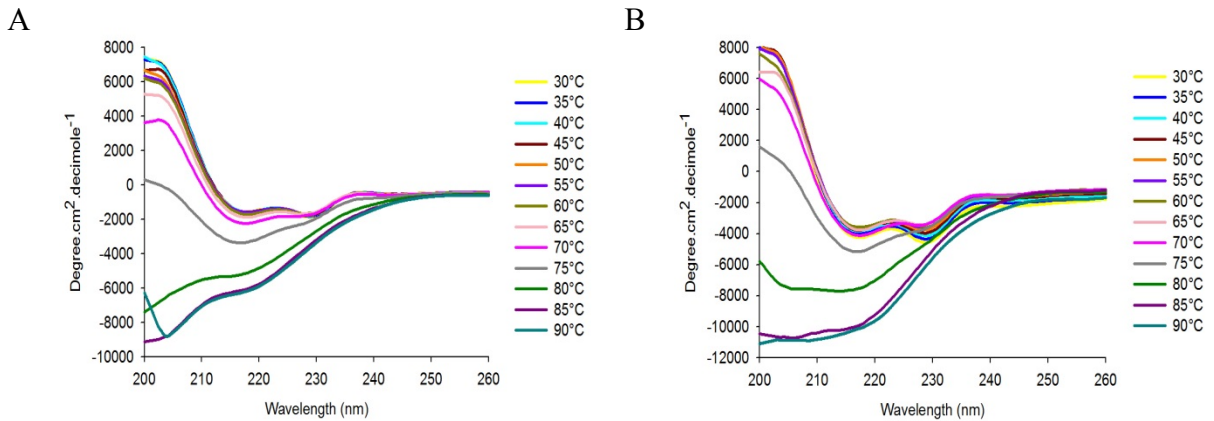 A
Degree.cm².decimole⁻¹
8000
6000
4000
2000
0
-2000
-4000
-6000
-8000
-10000
200
210
220
230
240
250
260
Wavelength (nm)
30°C
35°C
40°C
45°C
50°C
55°C
60°C
65°C
70°C
75°C
80°C
85°C
90°C
B
Degree.cm².decimole⁻¹
8000
6000
4000
2000
0
-2000
-4000
-6000
-8000
-10000
-12000
200
210
220
230
240
250
260
Wavelength (nm)
30°C
35°C
40°C
45°C
50°C
55°C
60°C
65°C
70°C
75°C
80°C
85°C
90°C